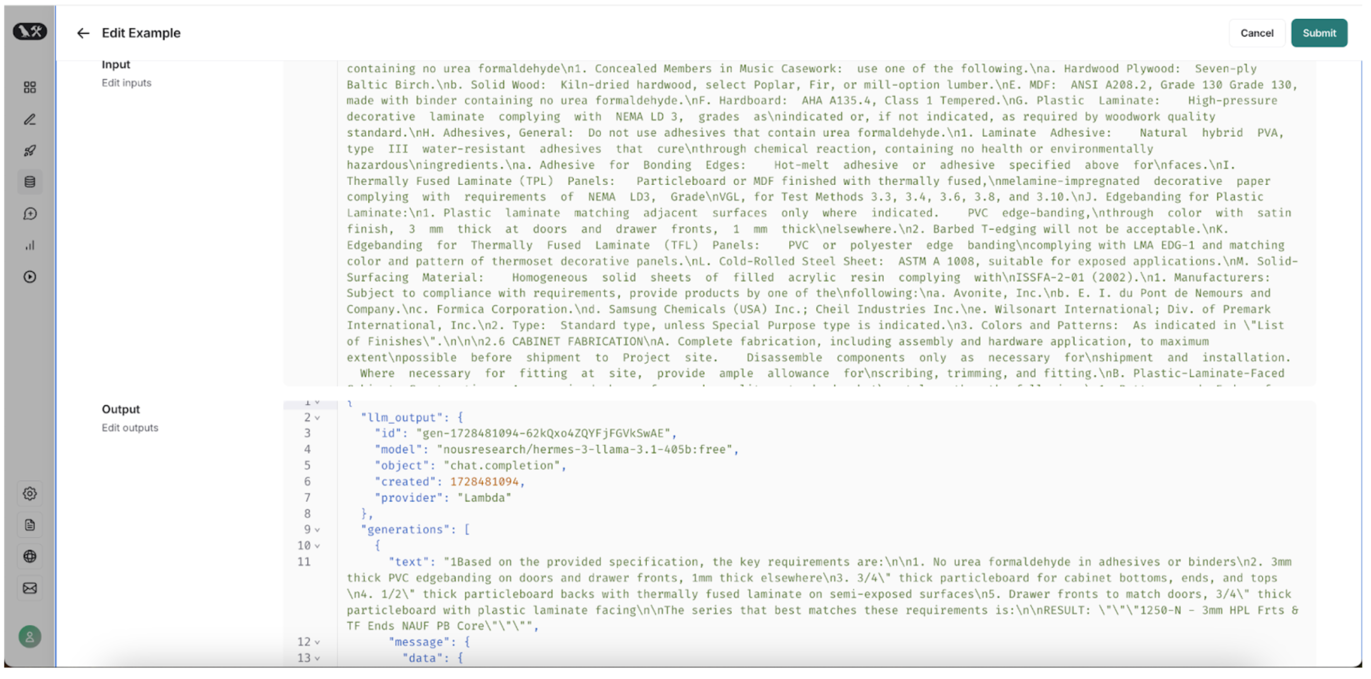 Edit Example
Cancel
Submit
Input
Edit inputs
containing no urea formaldehyde\n1. Concealed Members in Music Casework: use one of the following.\na. Hardwood Plywood: Seven-ply
Baltic Birch.\nb. Solid Wood: Kiln-dried hardwood, select Poplar, Fir, or mill-option lumber.\nE. MDF: ANSI A208.2, Grade 130 Grade 130,
made with binder containing no urea formaldehyde.\nF. Hardboard: AHA A135.4, Class 1 Tempered.\nG. Plastic Laminate: High-pressure
decorative laminate complying with NEMA LD 3, grades as\nindicated or, if not indicated, as required by woodwork quality
standard.\nH. Adhesives, General: Do not use adhesives that contain urea formaldehyde.\n1. Laminate Adhesive: Natural hybrid PVA,
type III water-resistant adhesives that cure\nthrough chemical reaction, containing no health or environmentally
hazardous\ningredients.\na. Adhesive for Bonding Edges: Hot-melt adhesive or adhesive specified above for\nfaces.\nI.
Thermally Fused Laminate (TPL) Panels: Particleboard or MDF finished with thermally fused,\nmelamine-impregnated decorative paper
complying with requirements of NEMA LD3, Grade\nVGL, for Test Methods 3.3, 3.4, 3.6, 3.8, and 3.10.\nJ. Edgebanding for Plastic
Laminate:\n1. Plastic laminate matching adjacent surfaces only where indicated. PVC edge-banding,\nthrough color with satin
finish, 3 mm thick at doors and drawer fronts, 1 mm thick\nelsewhere.\n2. Barbed T-edging will not be acceptable.\nK.
Edgebanding for Thermally Fused Laminate (TFL) Panels: PVC or polyester edge banding\ncomplying with LMA EDG-1 and matching
color and pattern of thermoset decorative panels.\nL. Cold-Rolled Steel Sheet: ASTM A 1008, suitable for exposed applications.\nM. Solid-
Surfacing Material: Homogeneous solid sheets of filled acrylic resin complying with\nISSFA-2-01 (2002).\n1. Manufacturers:
Subject to compliance with requirements, provide products by one of the\nfollowing:\na. Avonite, Inc.\nb. E. I. du Pont de Nemours and
Company.\nc. Formica Corporation.\nd. Samsung Chemicals (USA) Inc.; Cheil Industries Inc.\ne. Wilsonart International; Div. of Premark
International, Inc.\n2. Type: Standard type, unless Special Purpose type is indicated.\n3. Colors and Patterns: As indicated in \"List
of Finishes\".\n\n\n2.6 CABINET FABRICATION\nA. Complete fabrication, including assembly and hardware application, to maximum
extent\npossible before shipment to Project site. Disassemble components only as necessary for\nshipment and installation.
Where necessary for fitting at site, provide ample allowance for\nscribing, trimming, and fitting.\nB. Plastic-Laminate-Faced
Output
Edit outputs
1 {
2 "llm_output": {
3 "id": "gen-1728481094-62kQxo4ZQYFjFGVkSwAE",
4 "model": "nousresearch/hermes-3-llama-3.1-405b:free",
5 "object": "chat.completion",
6 "created": 1728481094,
7 "provider": "Lambda"
8 },
9 "generations": [
10 {
11 "text": "1Based on the provided specification, the key requirements are:\n\n1. No urea formaldehyde in adhesives or binders\n2. 3mm
thick PVC edgebanding on doors and drawer fronts, 1mm thick elsewhere\n3. 3/4\" thick particleboard for cabinet bottoms, ends, and tops
\n4. 1/2\" thick particleboard backs with thermally fused laminate on semi-exposed surfaces\n5. Drawer fronts to match doors, 3/4\" thick
particleboard with plastic laminate facing\n\nThe series that best matches these requirements is:\n\nRESULT: \"\"\"1250-N - 3mm HPL Frts &
TF Ends NAUF PB Core\"\"\"",
12 "message": {
13 "data": {